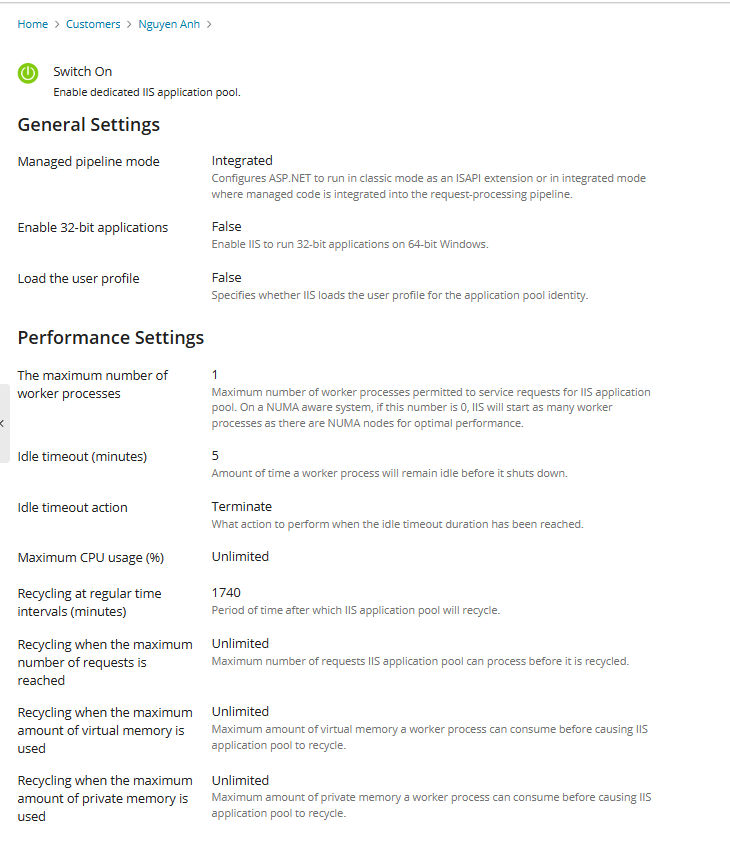 Home > Customers > Nguyen Anh >
Switch On
Enable dedicated IIS application pool.
General Settings
Managed pipeline mode
Integrated
Configures ASP.NET to run in classic mode as an ISAPI extension or in integrated mode
where managed code is integrated into the request-processing pipeline.
Enable 32-bit applications
False
Enable IIS to run 32-bit applications on 64-bit Windows.
Load the user profile
False
Specifies whether IIS loads the user profile for the application pool identity.
Performance Settings
The maximum number of
worker processes
1
Maximum number of worker processes permitted to service requests for IIS application
pool. On a NUMA aware system, if this number is 0, IIS will start as many worker
processes as there are NUMA nodes for optimal performance.
Idle timeout (minutes)
5
Amount of time a worker process will remain idle before it shuts down.
Idle timeout action
Terminate
What action to perform when the idle timeout duration has been reached.
Maximum CPU usage (%)
Unlimited
Recycling at regular time
intervals (minutes)
1740
Period of time after which IIS application pool will recycle.
Recycling when the maximum
number of requests is
reached
Unlimited
Maximum number of requests IIS application pool can process before it is recycled.
Recycling when the maximum
amount of virtual memory is
used
Unlimited
Maximum amount of virtual memory a worker process can consume before causing IIS
application pool to recycle.
Recycling when the maximum
amount of private memory is
used
Unlimited
Maximum amount of private memory a worker process can consume before causing IIS
application pool to recycle.